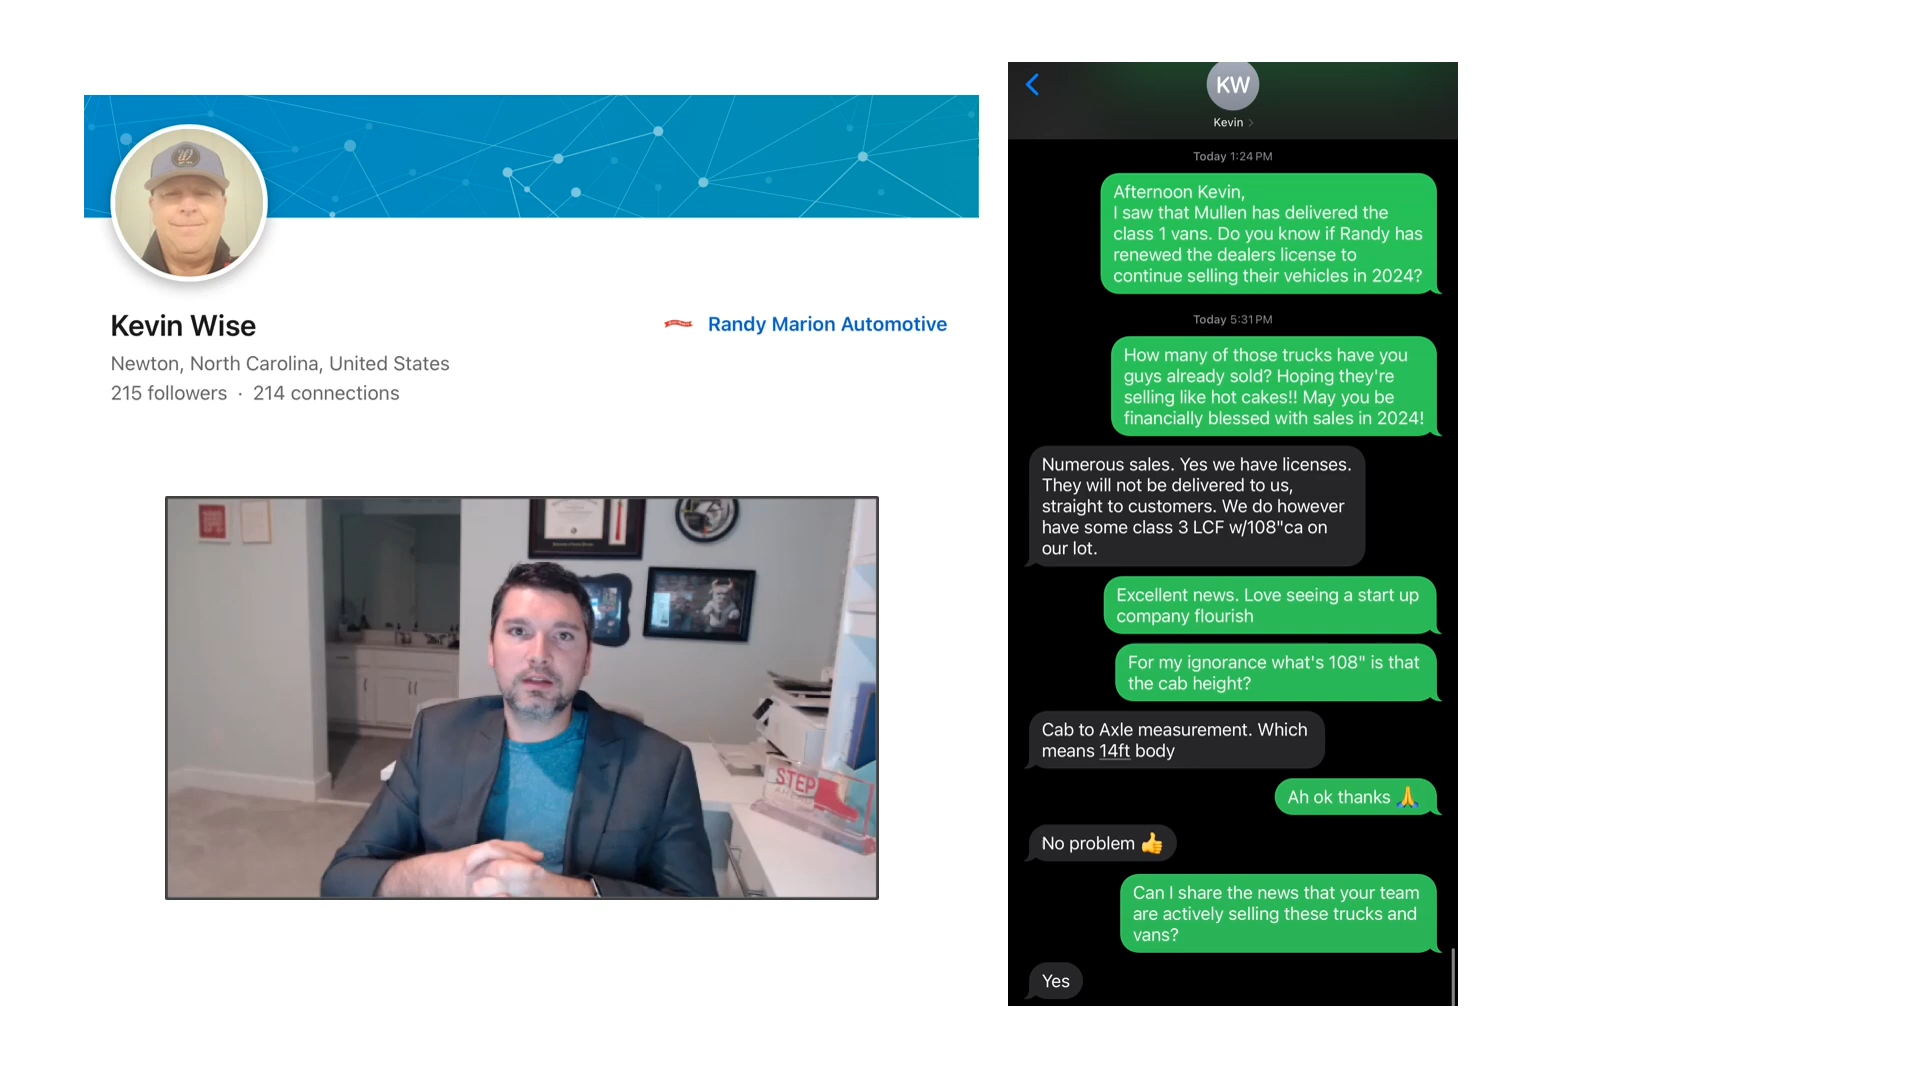 Kevin Wise
Randy Marion Automotive
Newton, North Carolina, United States
215 followers · 214 connections
STEP
AHEAD
KW
Kevin
Today 1:24 PM
Afternoon Kevin,
I saw that Mullen has delivered the
class 1 vans. Do you know if Randy has
renewed the dealers license to
continue selling their vehicles in 2024?
Today 5:31 PM
How many of those trucks have you
guys already sold? Hoping they're
selling like hot cakes!! May you be
financially blessed with sales in 2024!
Numerous sales. Yes we have licenses.
They will not be delivered to us,
straight to customers. We do however
have some class 3 LCF w/108"ca on
our lot.
Excellent news. Love seeing a start up
company flourish
For my ignorance what's 108" is that
the cab height?
Cab to Axle measurement. Which
means 14ft body
Ah ok thanks 🙏
No problem 👍
Can I share the news that your team
are actively selling these trucks and
vans?
Yes